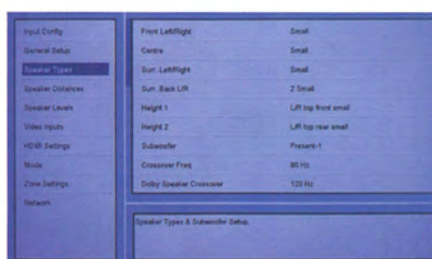 Input Config
General Setup
Speaker Types
Speaker Distances
Speaker Levels
Video Inputs
HDMI Settings
Mode
Zone Settings
Network
Front Left/Right Small
Centre Small
Surr. Left/Right Small
Surr. Back L/R 2 Small
Height 1 L/R top front small
Height 2 L/R top rear small
Subwoofer Present-1
Crossover Freq 80 Hz
Dolby Speaker Crossover 120 Hz
Speaker Types & Subwoofer Setup.